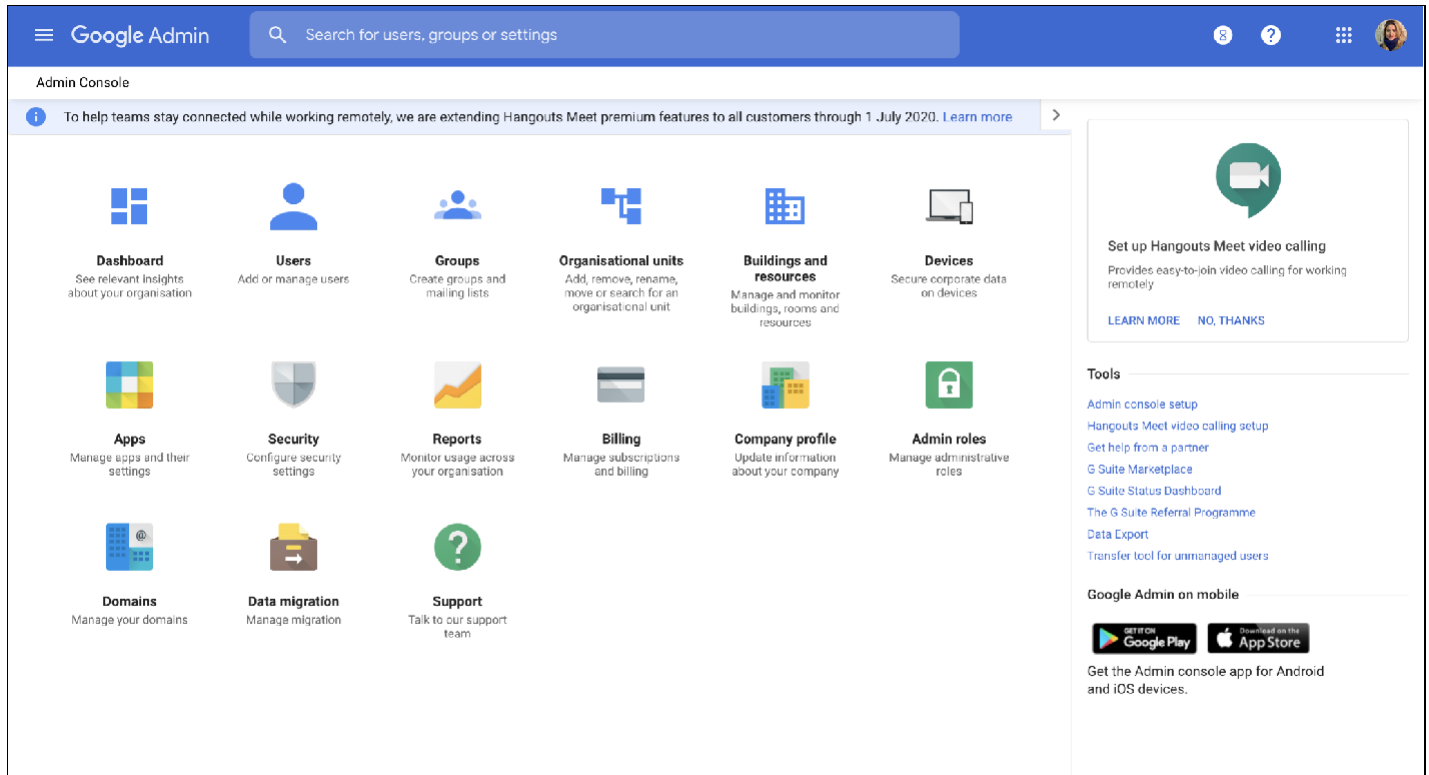 Google Admin
Search for users, groups or settings
8
?
Admin Console
i
To help teams stay connected while working remotely, we are extending Hangouts Meet premium features to all customers through 1 July 2020. Learn more
Dashboard
See relevant insights
about your organisation
Users
Add or manage users
Groups
Create groups and
mailing lists
Organisational units
Add, remove, rename,
move or search for an
organisational unit
Buildings and
resources
Manage and monitor
buildings, rooms and
resources
Devices
Secure corporate data
on devices
Apps
Manage apps and their
settings
Security
Configure security
settings
Reports
Monitor usage across
your organisation
Billing
Manage subscriptions
and billing
Company profile
Update information
about your company
Admin roles
Manage administrative
roles
@
Domains
Manage your domains
Data migration
Manage migration
?
Support
Talk to our support
team
Set up Hangouts Meet video calling
Provides easy-to-join video calling for working
remotely
LEARN MORE NO, THANKS
Tools
Admin console setup
Hangouts Meet video calling setup
Get help from a partner
G Suite Marketplace
G Suite Status Dashboard
The G Suite Referral Programme
Data Export
Transfer tool for unmanaged users
Google Admin on mobile
GET IT ON
Google Play
Download on the
App Store
Get the Admin console app for Android
and iOS devices.